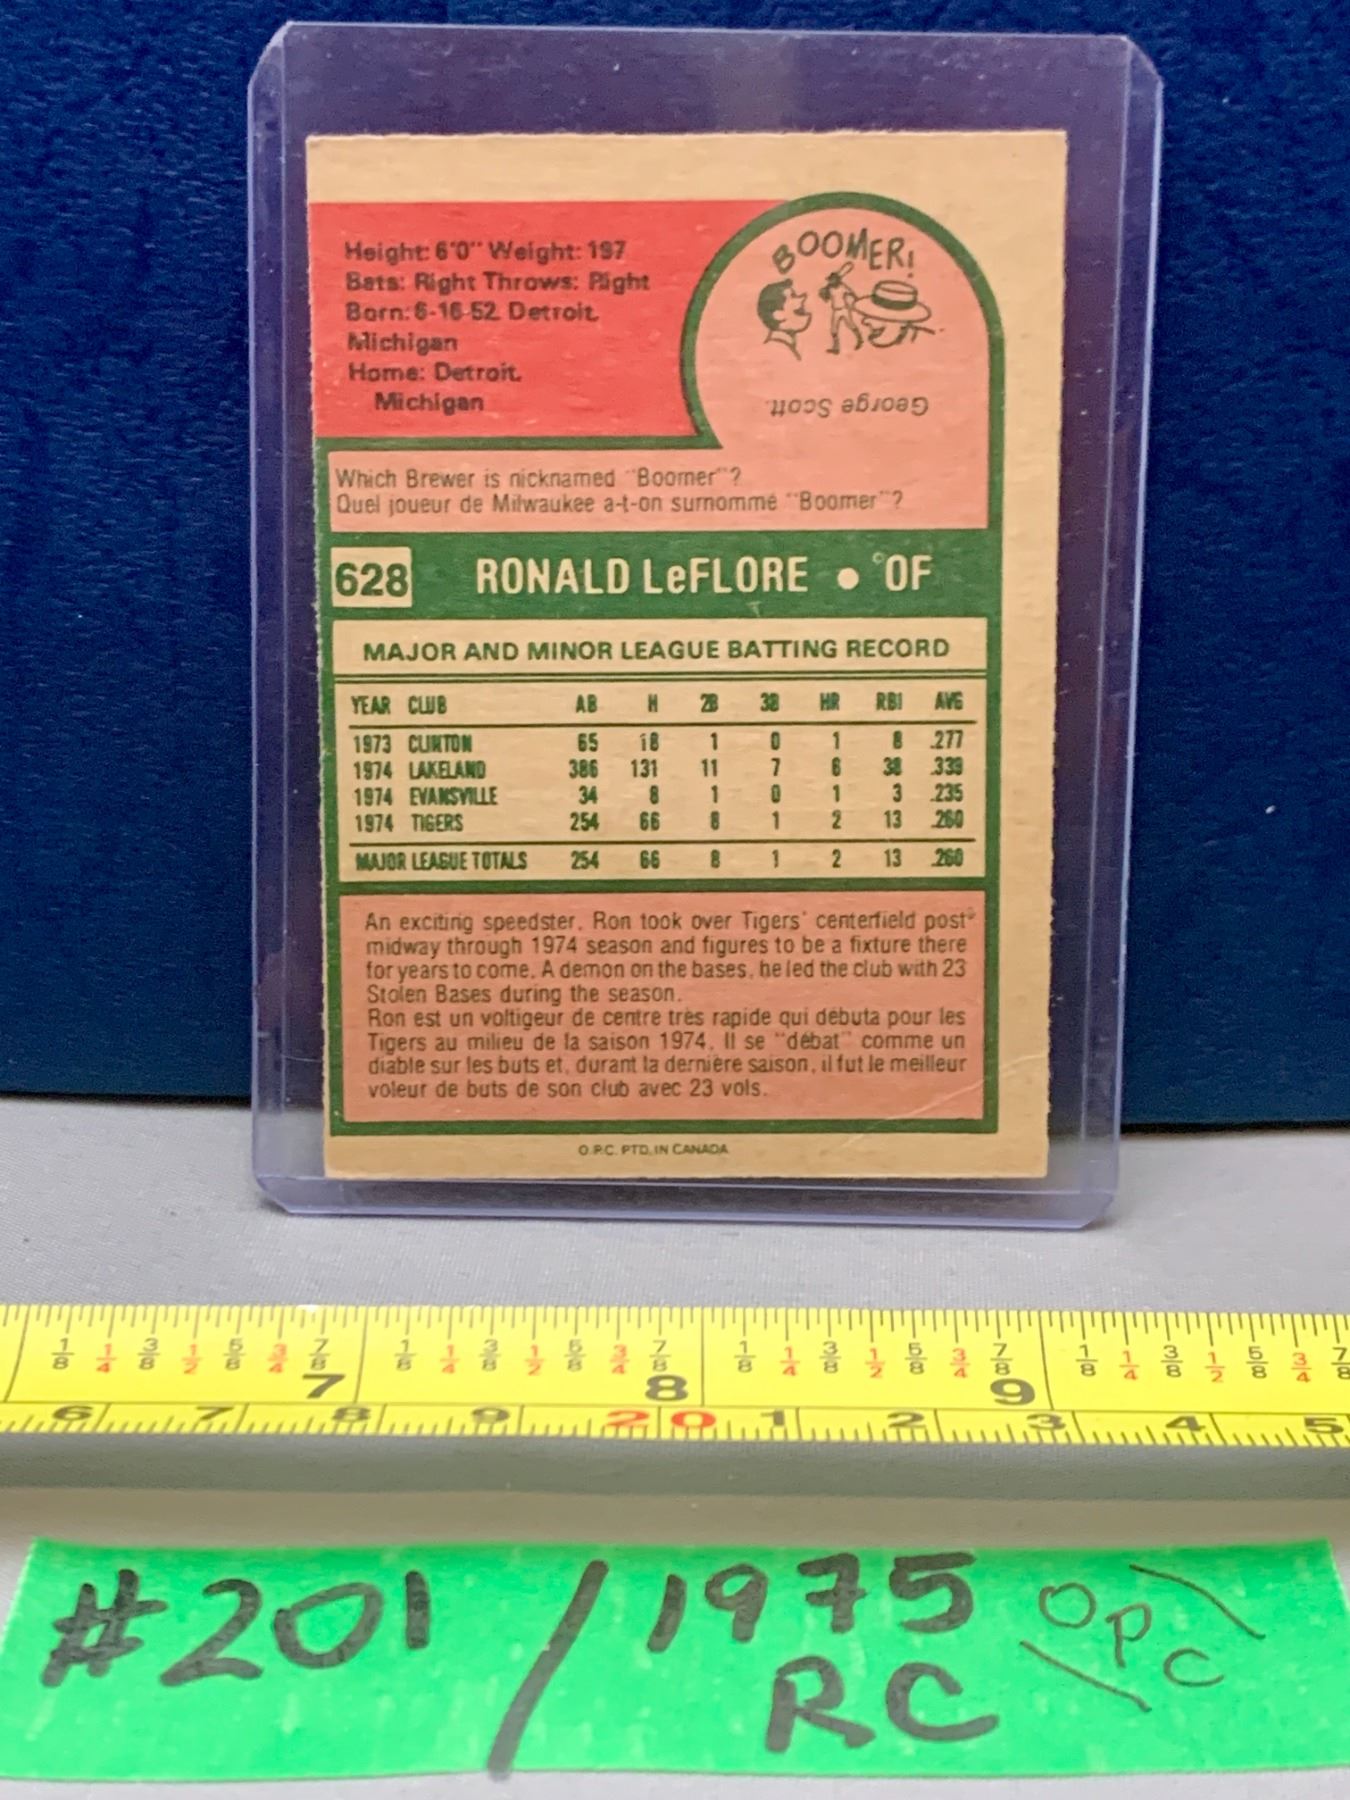 Height: 6'0" Weight: 197
Bats: Right Throws: Right
Born: 6-16-52 Detroit,
Michigan
Home: Detroit,
Michigan
BOOMER!
George Scott.
Which Brewer is nicknamed "Boomer"?
Quel joueur de Milwaukee a-t-on surnommé "Boomer"?
628 RONALD LeFLORE • OF
MAJOR AND MINOR LEAGUE BATTING RECORD
YEAR CLUB AB H 2B 3B HR RBI AVG
1973 CLINTON 65 18 1 0 1 8 .277
1974 LAKELAND 386 131 11 7 6 38 .339
1974 EVANSVILLE 34 8 1 0 1 3 .235
1974 TIGERS 254 66 8 1 2 13 .260
MAJOR LEAGUE TOTALS 254 66 8 1 2 13 .260
An exciting speedster, Ron took over Tigers' centerfield post
midway through 1974 season and figures to be a fixture there
for years to come. A demon on the bases, he led the club with 23
Stolen Bases during the season.
Ron est un voltigeur de centre très rapide qui débuta pour les
Tigers au milieu de la saison 1974. Il se "débat" comme un
diable sur les buts et, durant la dernière saison, il fut le meilleur
voleur de buts de son club avec 23 vols.
O.P.C. PTD. IN CANADA
1/8 1/4 3/8 1/2 5/8 3/4 7/8 1/8 1/4 3/8 1/2 5/8 3/4 7/8 1/8 1/4 3/8 1/2 5/8 3/4 7/8 1/8 1/4 3/8 1/2 5/8 3/4 7/8
7 8 9
6 7 8 9 20 1 2 3 4 5
#201 / 1975 OPC
RC